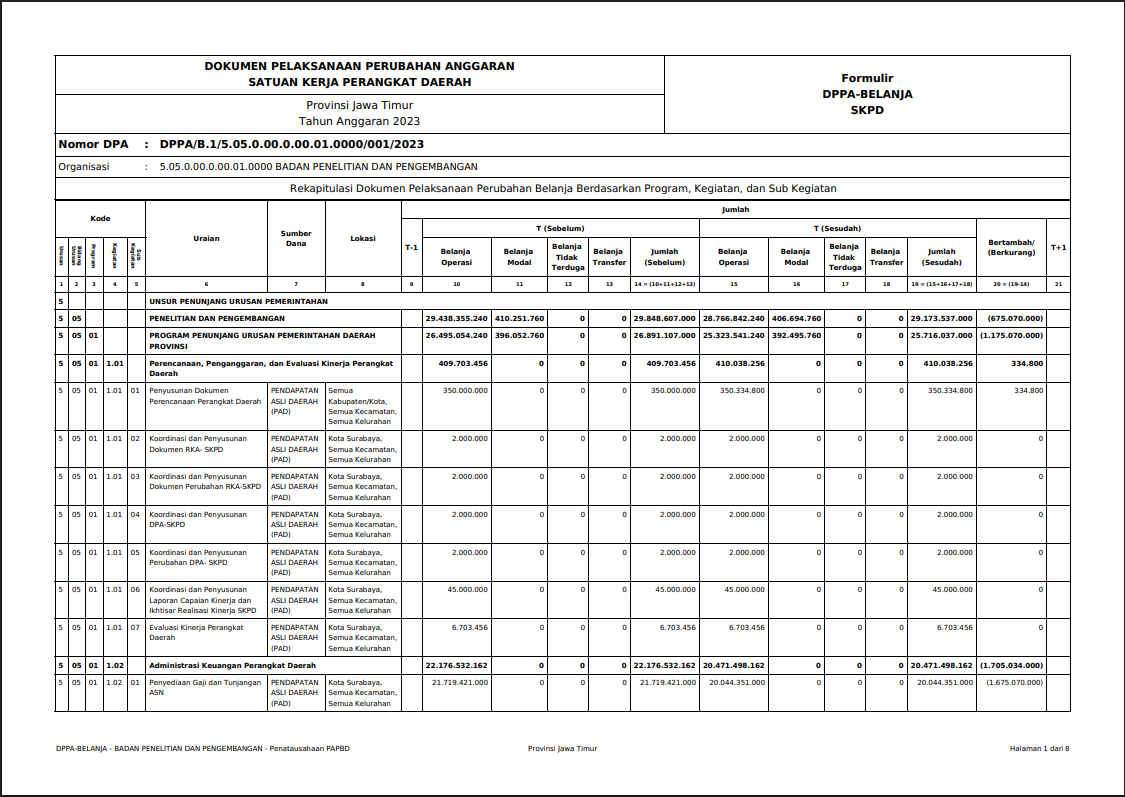 DOKUMEN PELAKSANAAN PERUBAHAN ANGGARAN
SATUAN KERJA PERANGKAT DAERAH
Formulir
DPPA-BELANJA
SKPD
Provinsi Jawa Timur
Tahun Anggaran 2023
Nomor DPA : DPPA/B.1/5.05.0.00.0.00.01.0000/001/2023
Organisasi : 5.05.0.00.0.00.01.0000 BADAN PENELITIAN DAN PENGEMBANGAN
Rekapitulasi Dokumen Pelaksanaan Perubahan Belanja Berdasarkan Program, Kegiatan, dan Sub Kegiatan
Kode
Urusan
Bidang Urusan
Program
Kegiatan
Sub Kegiatan
Uraian
Sumber Dana
Lokasi
Jumlah
T-1
T (Sebelum)
Belanja Operasi
Belanja Modal
Belanja Tidak Terduga
Belanja Transfer
Jumlah (Sebelum)
T (Sesudah)
Belanja Operasi
Belanja Modal
Belanja Tidak Terduga
Belanja Transfer
Jumlah (Sesudah)
Bertambah/ (Berkurang)
T+1
1 2 3 4 5 6 7 8 9 10 11 12 13 14 = (10+11+12+13) 15 16 17 18 19 = (15+16+17+18) 20 = (19-14) 21
5 UNSUR PENUNJANG URUSAN PEMERINTAHAN
5 05 PENELITIAN DAN PENGEMBANGAN 29.438.355.240 410.251.760 0 0 29.848.607.000 28.766.842.240 406.694.760 0 0 29.173.537.000 (675.070.000)
5 05 01 PROGRAM PENUNJANG URUSAN PEMERINTAHAN DAERAH 26.495.054.240 396.052.760 0 0 26.891.107.000 25.323.541.240 392.495.760 0 0 25.716.037.000 (1.175.070.000)
PROVINSI
5 05 01 1.01 Perencanaan, Penganggaran, dan Evaluasi Kinerja Perangkat 409.703.456 0 0 0 409.703.456 410.038.256 0 0 0 410.038.256 334.800
Daerah
5 05 01 1.01 01 Penyusunan Dokumen PENDAPATAN Semua 350.000.000 0 0 0 350.000.000 350.334.800 0 0 0 350.334.800 334.800
Perencanaan Perangkat Daerah ASLI DAERAH Kabupaten/Kota,
(PAD) Semua Kecamatan,
Semua Kelurahan
5 05 01 1.01 02 Koordinasi dan Penyusunan PENDAPATAN Kota Surabaya, 2.000.000 0 0 0 2.000.000 2.000.000 0 0 0 2.000.000 0
Dokumen RKA- SKPD ASLI DAERAH Semua Kecamatan,
(PAD) Semua Kelurahan
5 05 01 1.01 03 Koordinasi dan Penyusunan PENDAPATAN Kota Surabaya, 2.000.000 0 0 0 2.000.000 2.000.000 0 0 0 2.000.000 0
Dokumen Perubahan RKA-SKPD ASLI DAERAH Semua Kecamatan,
(PAD) Semua Kelurahan
5 05 01 1.01 04 Koordinasi dan Penyusunan PENDAPATAN Kota Surabaya, 2.000.000 0 0 0 2.000.000 2.000.000 0 0 0 2.000.000 0
DPA-SKPD ASLI DAERAH Semua Kecamatan,
(PAD) Semua Kelurahan
5 05 01 1.01 05 Koordinasi dan Penyusunan PENDAPATAN Kota Surabaya, 2.000.000 0 0 0 2.000.000 2.000.000 0 0 0 2.000.000 0
Perubahan DPA- SKPD ASLI DAERAH Semua Kecamatan,
(PAD) Semua Kelurahan
5 05 01 1.01 06 Koordinasi dan Penyusunan PENDAPATAN Kota Surabaya, 45.000.000 0 0 0 45.000.000 45.000.000 0 0 0 45.000.000 0
Laporan Capaian Kinerja dan ASLI DAERAH Semua Kecamatan,
Ikhtisar Realisasi Kinerja SKPD (PAD) Semua Kelurahan
5 05 01 1.01 07 Evaluasi Kinerja Perangkat PENDAPATAN Kota Surabaya, 6.703.456 0 0 0 6.703.456 6.703.456 0 0 0 6.703.456 0
Daerah ASLI DAERAH Semua Kecamatan,
(PAD) Semua Kelurahan
5 05 01 1.02 Administrasi Keuangan Perangkat Daerah 22.176.532.162 0 0 0 22.176.532.162 20.471.498.162 0 0 0 20.471.498.162 (1.705.034.000)
5 05 01 1.02 01 Penyediaan Gaji dan Tunjangan PENDAPATAN Kota Surabaya, 21.719.421.000 0 0 0 21.719.421.000 20.044.351.000 0 0 0 20.044.351.000 (1.675.070.000)
ASN ASLI DAERAH Semua Kecamatan,
(PAD) Semua Kelurahan
DPPA-BELANJA - BADAN PENELITIAN DAN PENGEMBANGAN - Penatausahaan PAPBD Provinsi Jawa Timur Halaman 1 dari 8